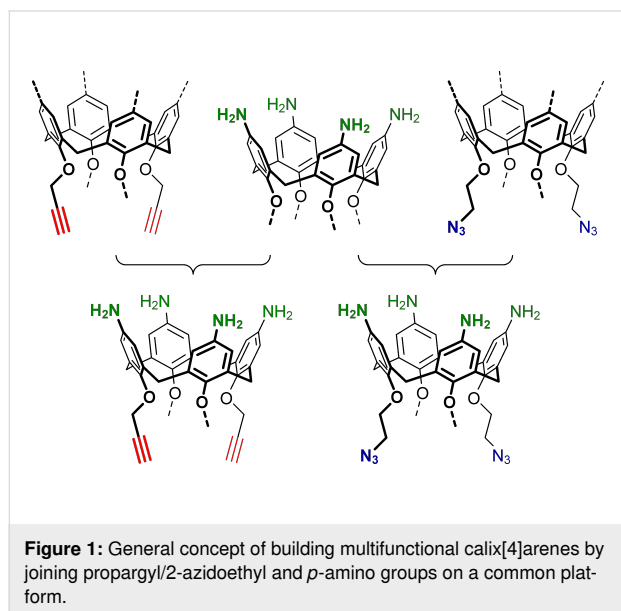 H₂N
H₂N NH₂ NH₂
O O O O
O O O O
O O O O
N₃ N₃
H₂N H₂N NH₂ NH₂
H₂N H₂N NH₂ NH₂
O O O O
O O O O
N₃ N₃
Figure 1: General concept of building multifunctional calix[4]arenes by
joining propargyl/2-azidoethyl and p-amino groups on a common plat-
form.